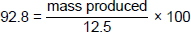 92.8 = mass produced / 12.5 × 100